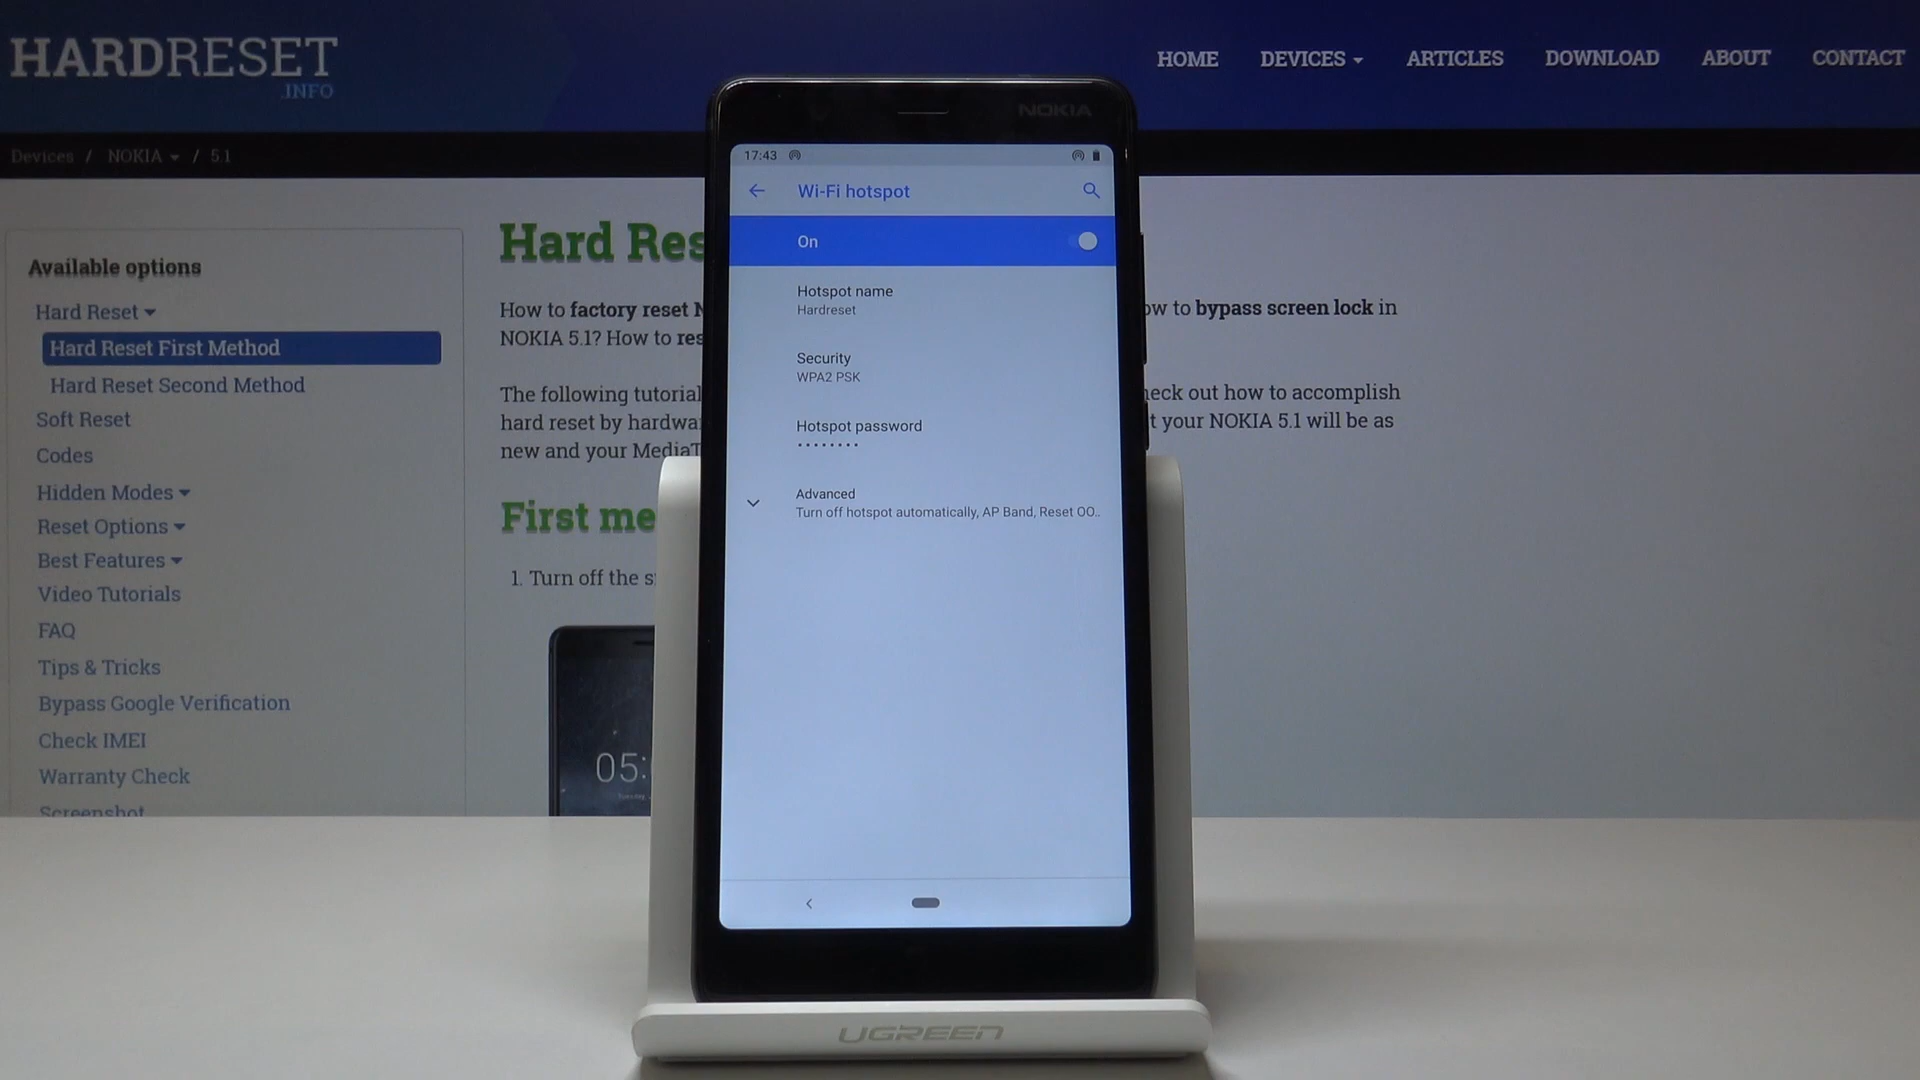 HARDRESET
.INFO
HOME DEVICES ARTICLES DOWNLOAD ABOUT CONTACT
Devices / NOKIA / 5.1
Available options
Hard Reset
Hard Reset First Method
Hard Reset Second Method
Soft Reset
Codes
Hidden Modes
Reset Options
Best Features
Video Tutorials
FAQ
Tips & Tricks
Bypass Google Verification
Check IMEI
Warranty Check
Screenshot
Hard Res
How to factory reset N
ow to bypass screen lock in
NOKIA 5.1? How to res
The following tutorial
eck out how to accomplish
hard reset by hardwa
t your NOKIA 5.1 will be as
new and your MediaT
First me
1. Turn off the s
05:
NOKIA
17:43
Wi-Fi hotspot
On
Hotspot name
Hardreset
Security
WPA2 PSK
Hotspot password
••••••••
Advanced
Turn off hotspot automatically, AP Band, Reset OO..
UGREEN